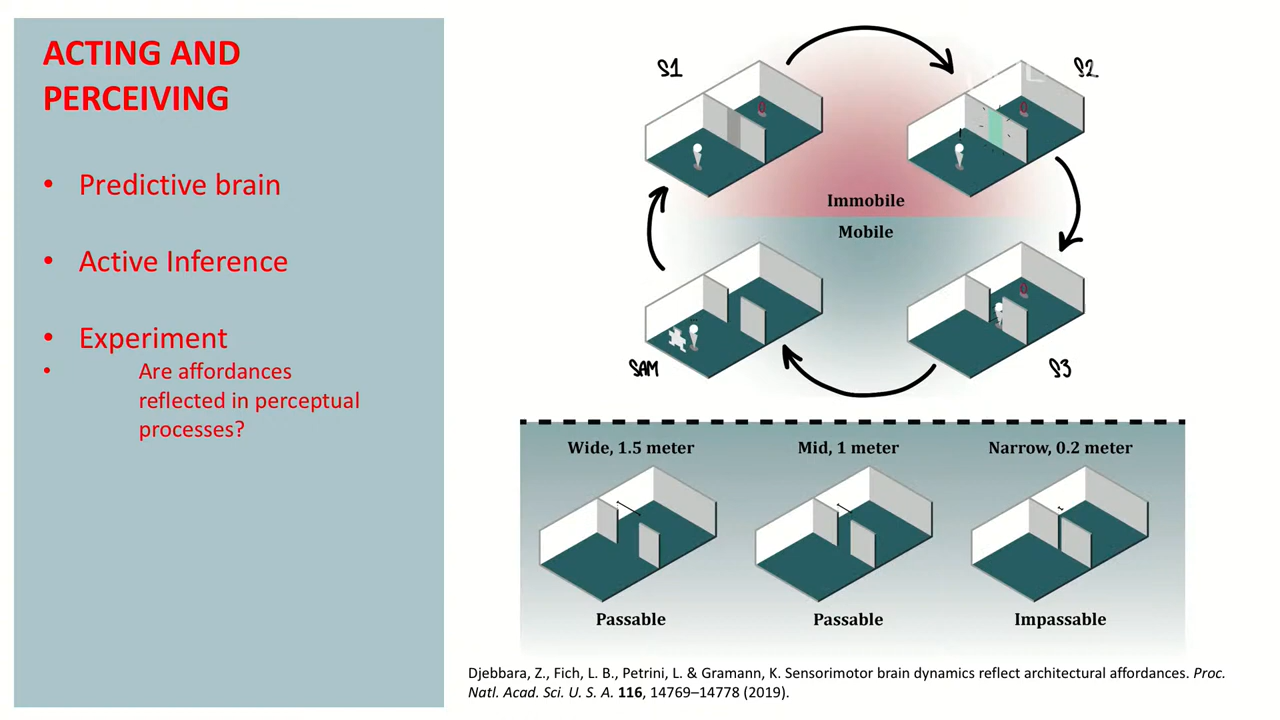 ACTING AND
PERCEIVING
• Predictive brain
• Active Inference
• Experiment
• Are affordances
reflected in perceptual
processes?
S1
S2
Immobile
Mobile
SAM
S3
Wide, 1.5 meter
Mid, 1 meter
Narrow, 0.2 meter
Passable
Passable
Impassable
Djebbara, Z., Fich, L. B., Petrini, L. & Gramann, K. Sensorimotor brain dynamics reflect architectural affordances. Proc.
Natl. Acad. Sci. U. S. A. 116, 14769–14778 (2019).